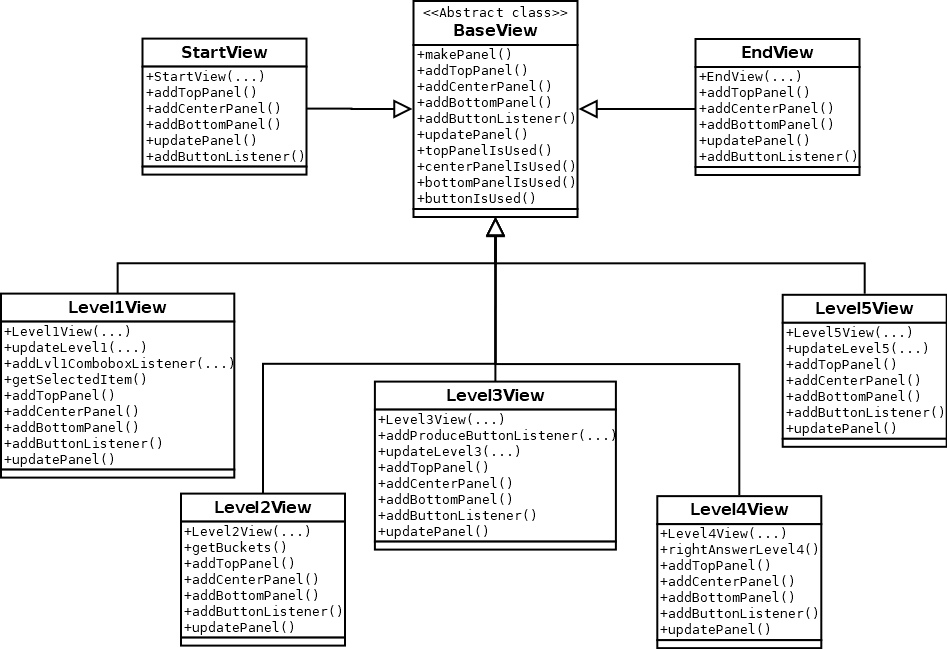 <<Abstract class>>
BaseView
+makePanel()
+addTopPanel()
+addCenterPanel()
+addBottomPanel()
+addButtonListener()
+updatePanel()
+topPanelIsUsed()
+centerPanelIsUsed()
+bottomPanelIsUsed()
+buttonIsUsed()
StartView
+StartView(...)
+addTopPanel()
+addCenterPanel()
+addBottomPanel()
+updatePanel()
+addButtonListener()
EndView
+EndView(...)
+addTopPanel()
+addCenterPanel()
+addBottomPanel()
+updatePanel()
+addButtonListener()
Level1View
+Level1View(...)
+updateLevel1(...)
+addLvl1ComboboxListener(...)
+getSelectedItem()
+addTopPanel()
+addCenterPanel()
+addBottomPanel()
+addButtonListener()
+updatePanel()
Level5View
+Level5View(...)
+updateLevel5(...)
+addTopPanel()
+addCenterPanel()
+addBottomPanel()
+addButtonListener()
+updatePanel()
Level3View
+Level3View(...)
+addProduceButtonListener(...)
+updateLevel3(...)
+addTopPanel()
+addCenterPanel()
+addBottomPanel()
+addButtonListener()
+updatePanel()
Level2View
+Level2View(...)
+getBuckets()
+addTopPanel()
+addCenterPanel()
+addBottomPanel()
+addButtonListener()
+updatePanel()
Level4View
+Level4View(...)
+rightAnswerLevel4()
+addTopPanel()
+addCenterPanel()
+addBottomPanel()
+addButtonListener()
+updatePanel()